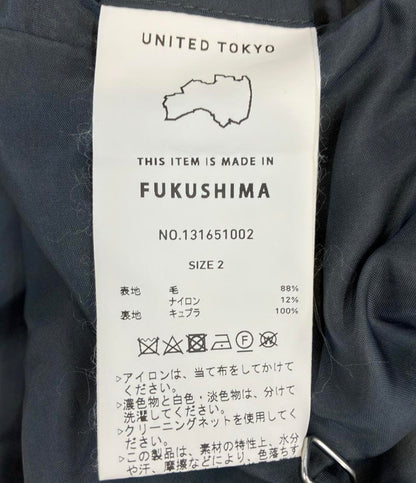 UNITED TOKYO
THIS ITEM IS MADE IN
FUKUSHIMA
NO.131651002
SIZE 2
表地 毛 88%
ナイロン 12%
裏地 キュプラ 100%
F W
▷アイロンは、当て布をしてかけて
ください。
▷濃色物と白色・淡色物は、分けて
洗濯してください。
▷クリーニングネットを使用してく
ださい。
▷この製品は、素材の特性上、水分
や汗、摩擦などにより、色落ちす